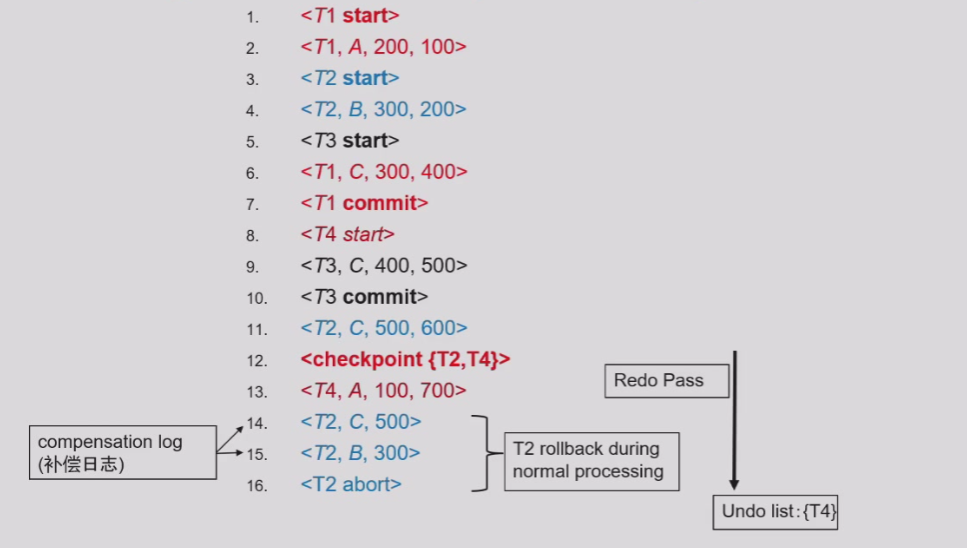 1. <T1 start>
2. <T1, A, 200, 100>
3. <T2 start>
4. <T2, B, 300, 200>
5. <T3 start>
6. <T1, C, 300, 400>
7. <T1 commit>
8. <T4 start>
9. <T3, C, 400, 500>
10. <T3 commit>
11. <T2, C, 500, 600>
12. <checkpoint {T2,T4}>
13. <T4, A, 100, 700>
14. <T2, C, 500>
15. <T2, B, 300>
16. <T2 abort>
compensation log
(补偿日志)
T2 rollback during
normal processing
Redo Pass
Undo list:{T4}